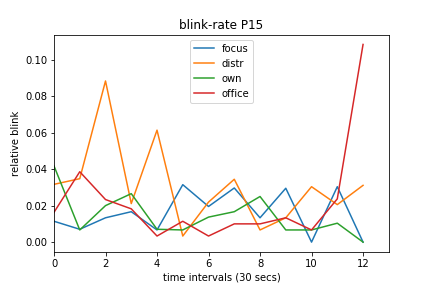 blink-rate P15
focus
distr
own
office
relative blink
0.10
0.08
0.06
0.04
0.02
0.00
0 2 4 6 8 10 12
time intervals (30 secs)